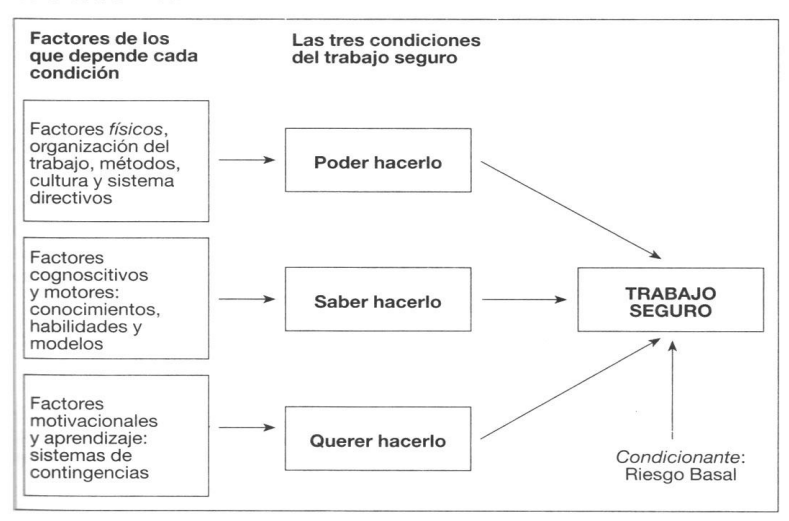 Factores de los
que depende cada
condición
Las tres condiciones
del trabajo seguro
Factores físicos,
organización del
trabajo, métodos,
cultura y sistema
directivos
Poder hacerlo
Factores
cognoscitivos
y motores:
conocimientos,
habilidades y
modelos
Saber hacerlo
TRABAJO
SEGURO
Factores
motivacionales
y aprendizaje:
sistemas de
contingencias
Querer hacerlo
Condicionante:
Riesgo Basal